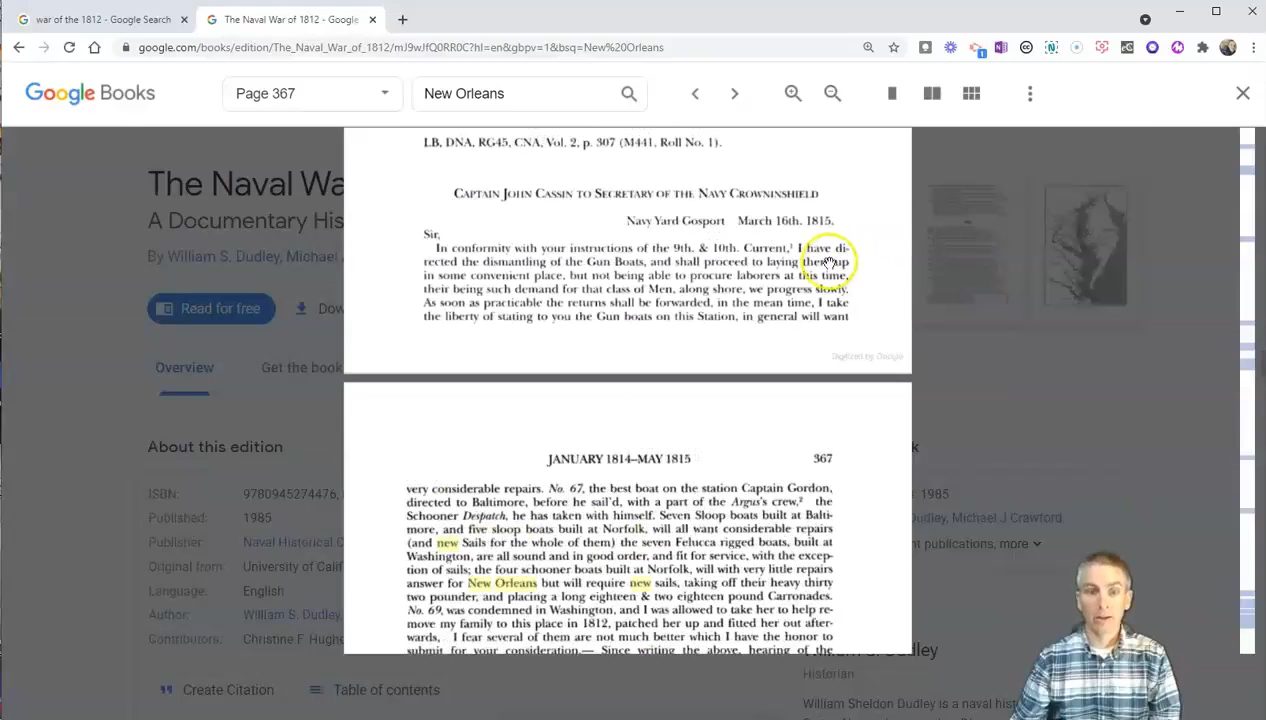 war of the 1812 - Google Search
The Naval War of 1812 - Google
google.com/books/edition/The_Naval_War_of_1812/mJ9wJfQ0RR0C?hl=en&gbpv=1&bsq=New%20Orleans
Google Books
Page 367
New Orleans
LB, DNA, RG45, CNA, Vol. 2, p. 307 (M441, Roll No. 1).
CAPTAIN JOHN CASSIN TO SECRETARY OF THE NAVY CROWNINSHIELD
Navy Yard Gosport March 16th. 1815.
Sir,
In conformity with your instructions of the 9th. & 10th. Current,¹ I have di-
rected the dismantling of the Gun Boats, and shall proceed to laying them up
in some convenient place, but not being able to procure laborers at this time,
their being such demand for that class of Men, along shore, we progress slowly.
As soon as practicable the returns shall be forwarded, in the mean time, I take
the liberty of stating to you the Gun boats on this Station, in general will want
Digitized by Google
JANUARY 1814–MAY 1815 367
very considerable repairs. No. 67, the best boat on the station Captain Gordon,
directed to Baltimore, before he sail'd, with a part of the Argus's crew,² the
Schooner Despatch, he has taken with himself. Seven Sloop boats built at Balti-
more, and five sloop boats built at Norfolk, will all want considerable repairs
(and new Sails for the whole of them) the seven Felucca rigged boats, built at
Washington, are all sound and in good order, and fit for service, with the excep-
tion of sails; the four schooner boats built at Norfolk, will with very little repairs
answer for New Orleans but will require new sails, taking off their heavy thirty
two pounder, and placing a long eighteen & two eighteen pound Carronades.
No. 69, was condemned in Washington, and I was allowed to take her to help re-
move my family to this place in 1812, patched her up and fitted her out after-
wards, I fear several of them are not much better which I have the honor to
submit for your consideration.— Since writing the above, hearing of the
The Naval Wa
A Documentary His
By William S. Dudley, Michael
Read for free
Dow
Overview
Get the book
About this edition
ISBN: 9780945274476,
Published: 1985
Publisher: Naval Historical C
Original from: University of Calif
Language: English
Author: William S. Dudley,
Contributor: Christine F. Hugh
Create Citation
Table of contents
k
, 1985
Dudley, Michael J Crawford
nt publications, more
Dudley
Historian
William Sheldon Dudley is a naval his